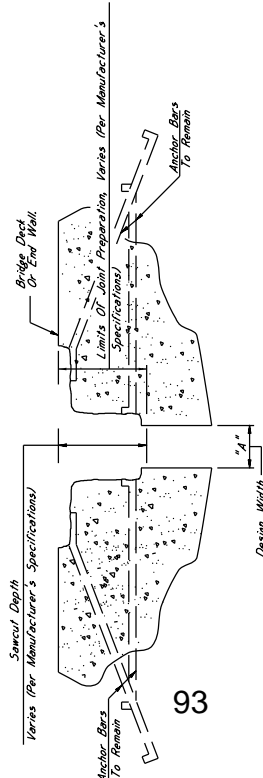 Sawcut Depth
Varies (Per Manufacturer's Specifications)
Bridge Deck
Or End Wall.
Limits Of Joint Preparation, Varies (Per Manufacturer's
Specifications)
Anchor Bars
To Remain
Anchor Bars
To Remain
"A"
Design Width
93